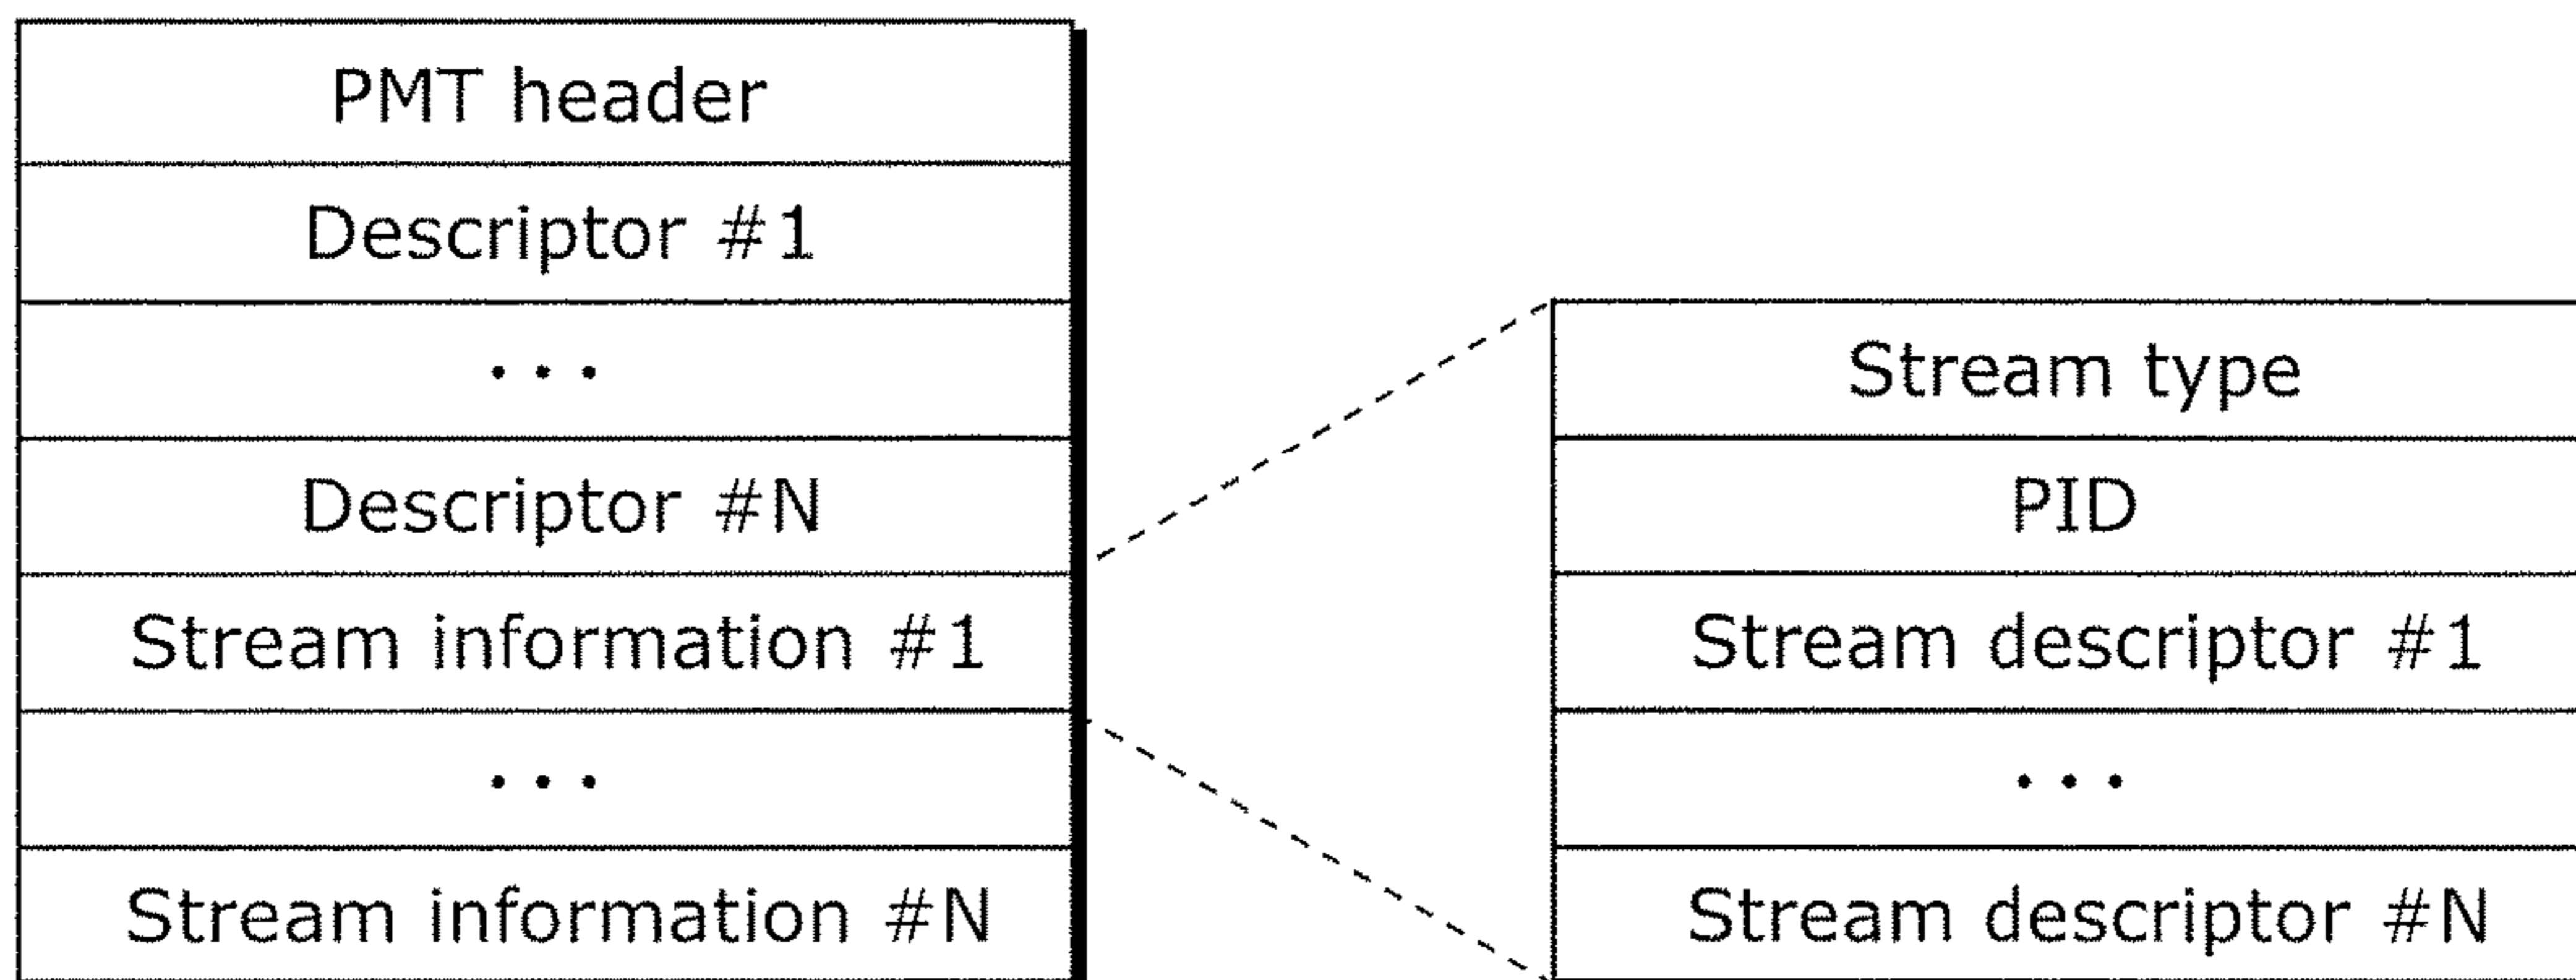 PMT header
Descriptor #1
...
Descriptor #N
Stream information #1
...
Stream information #N
Stream type
PID
Stream descriptor #1
...
Stream descriptor #N